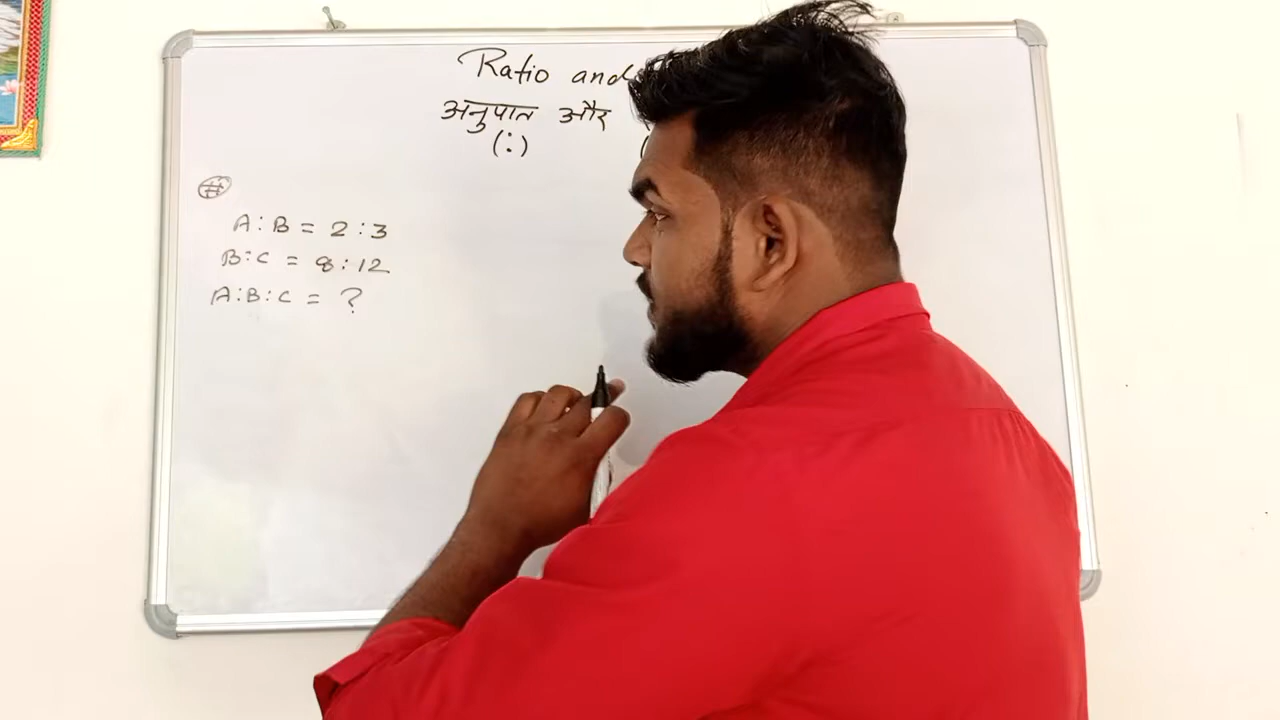 Ratio and
अनुपात और
(:)
#
A:B = 2:3
B:C = 8:12
A:B:C = ?